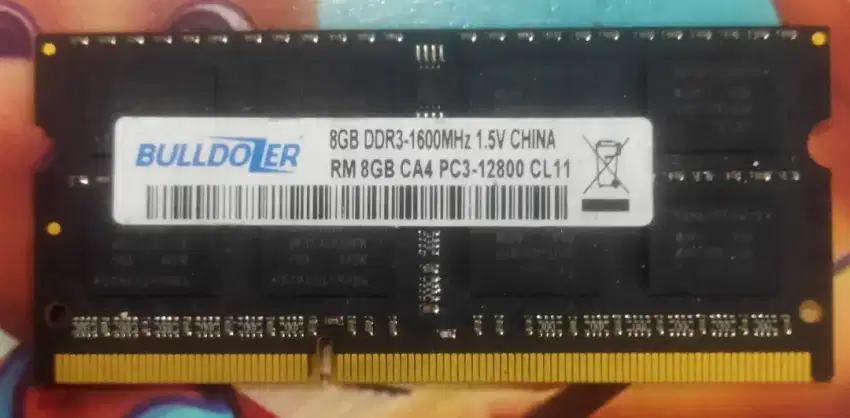 BULLDOZER
8GB DDR3-1600MHz 1.5V CHINA
RM 8GB CA4 PC3-12800 CL11